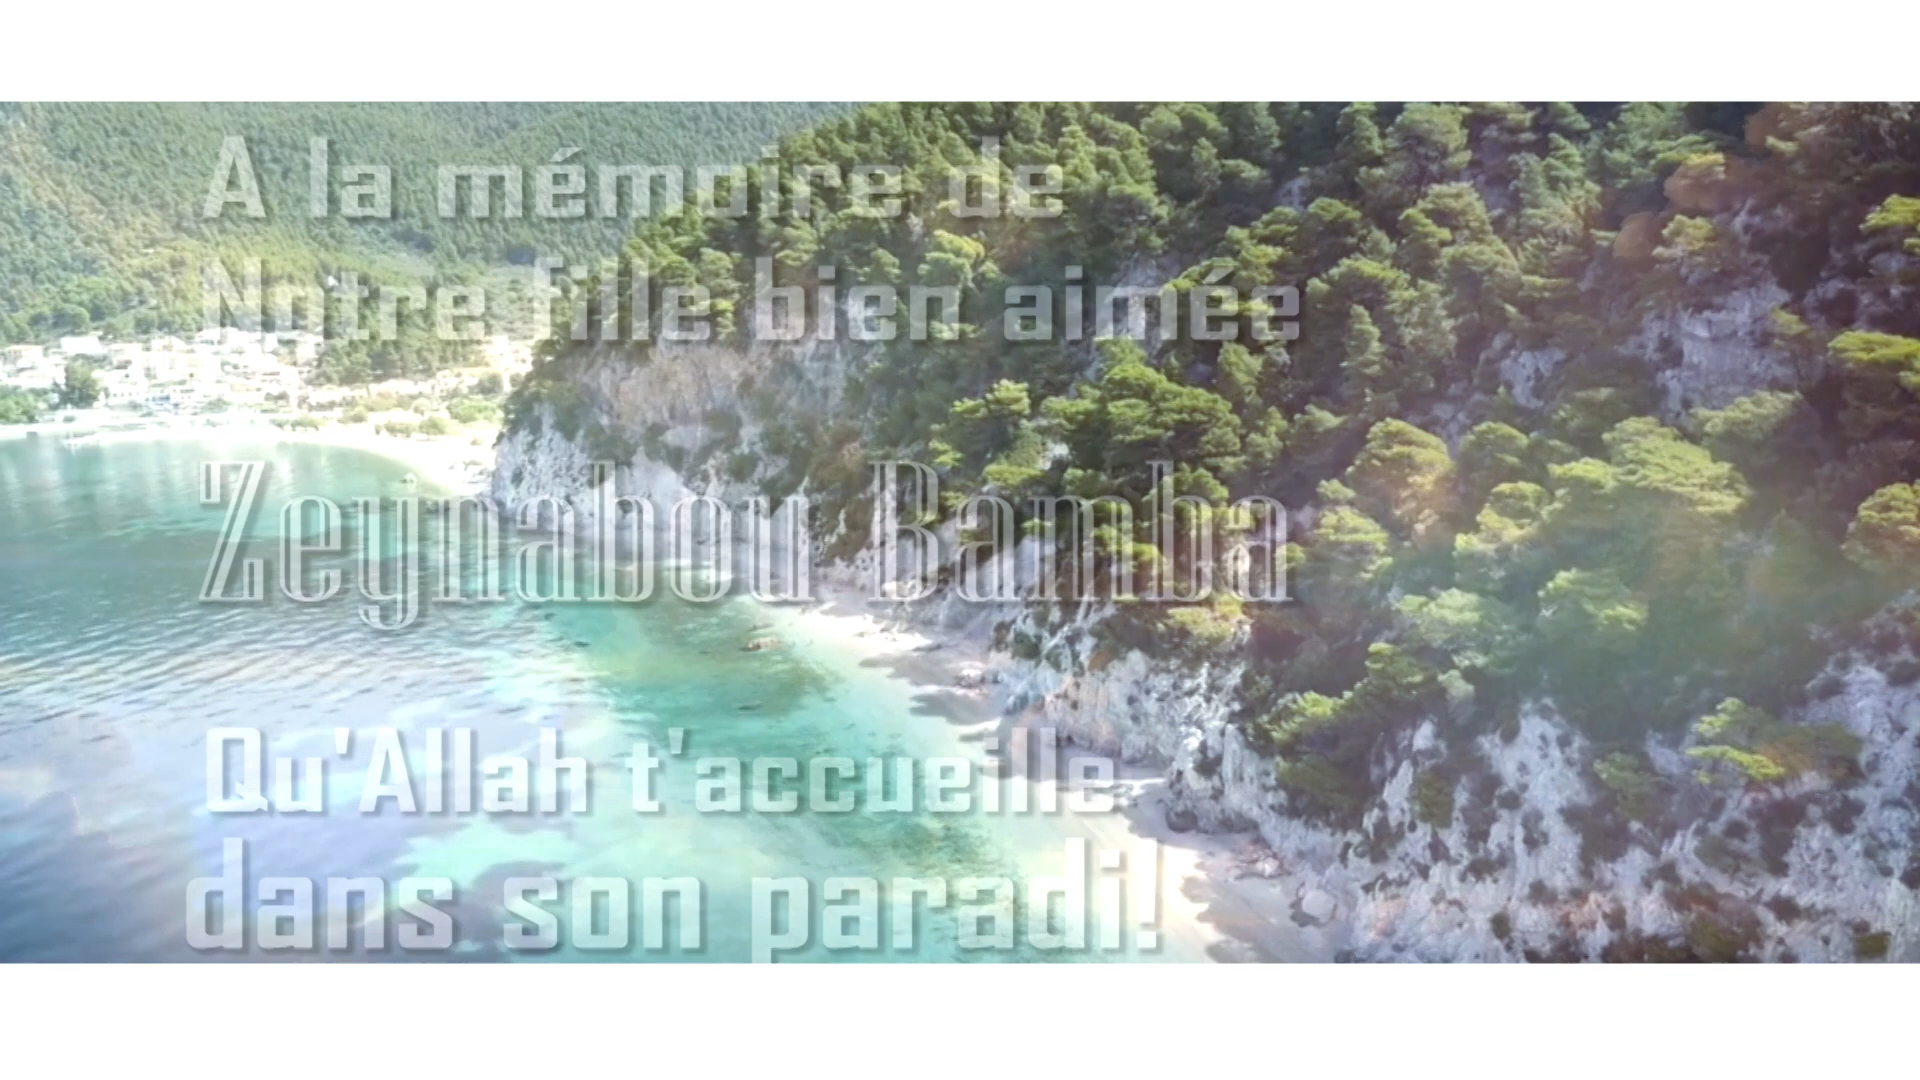 A la mémoire de
Notre fille bien aimée
Zeynabou Bamba
Qu'Allah t'accueille
dans son paradi!